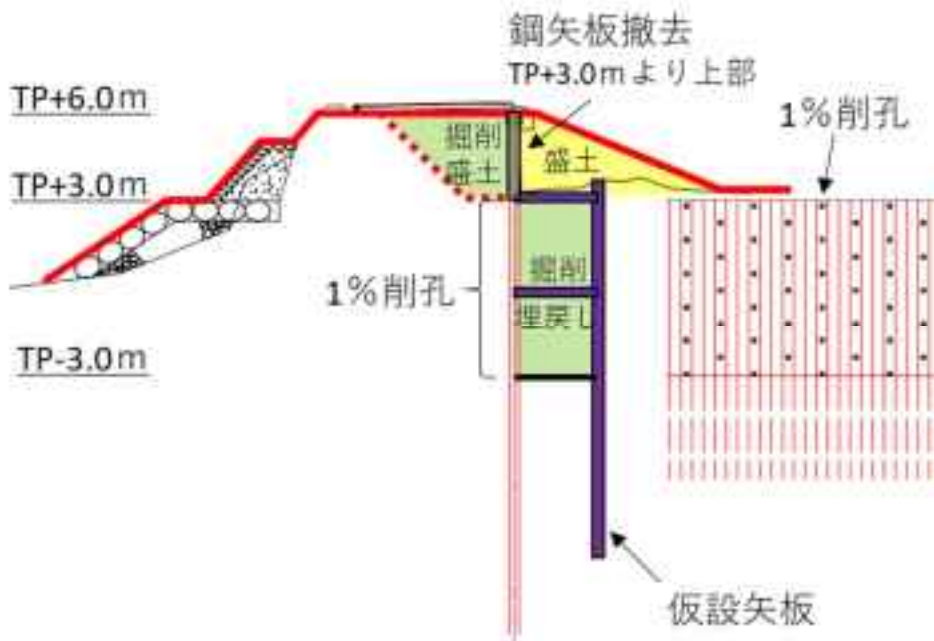 鋼矢板撤去
TP+3.0mより上部
TP+6.0m
1%削孔
掘削
盛土
盛土
TP+3.0m
掘削
1%削孔
埋戻し
TP-3.0m
仮設矢板